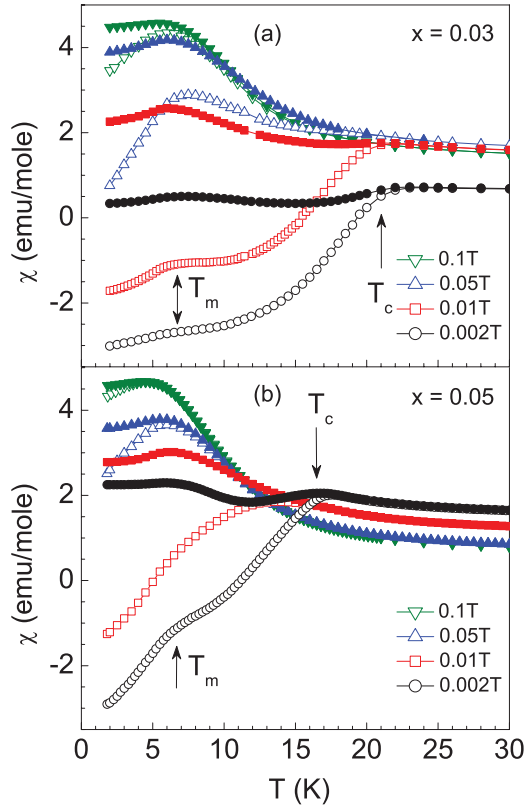 (a)
x = 0.03
4
2
0
-2
χ (emu/mole)
T_m
T_c
0.1T
0.05T
0.01T
0.002T
(b)
x = 0.05
4
2
0
-2
χ (emu/mole)
T_c
T_m
0.1T
0.05T
0.01T
0.002T
0 5 10 15 20 25 30
T (K)